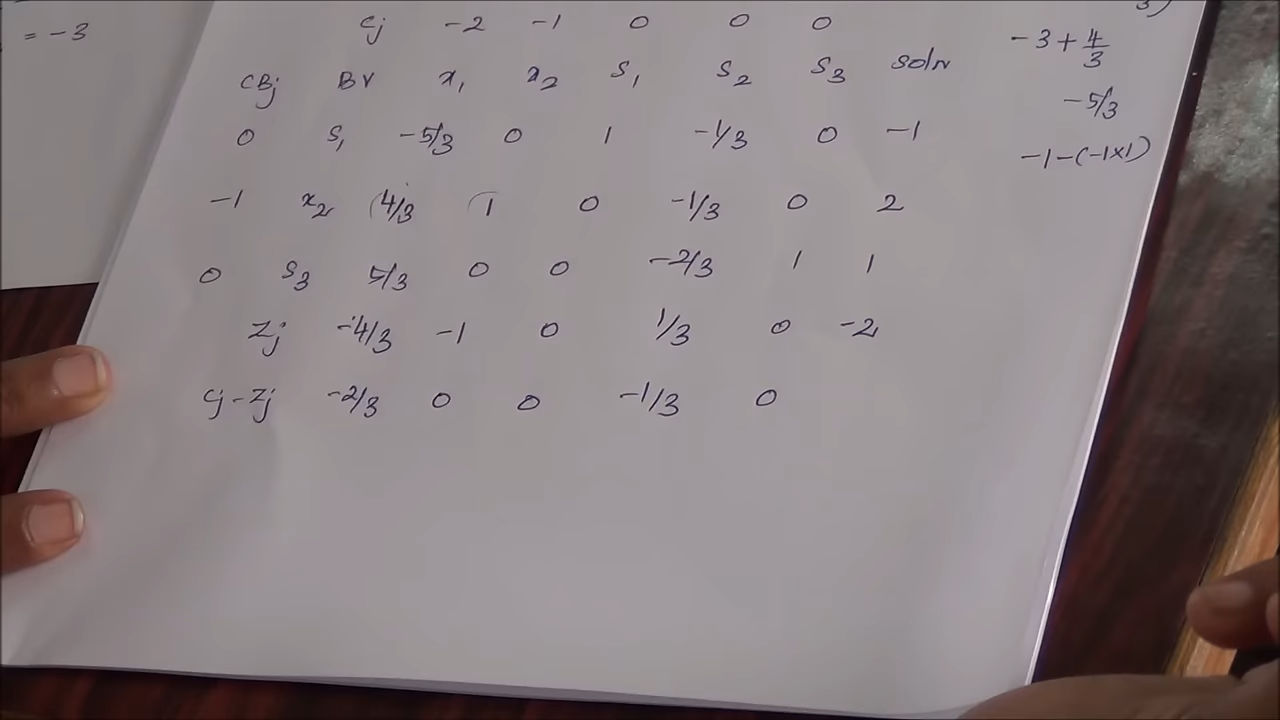 = -3
Cj -2 -1 0 0 0
CBj BV x1 x2 S1 S2 S3 soln
0 S1 -5/3 0 1 -1/3 0 -1
-1 x2 4/3 1 0 -1/3 0 2
0 S3 5/3 0 0 -2/3 1 1
Zj -4/3 -1 0 1/3 0 -2
Cj-Zj -2/3 0 0 -1/3 0
3)
-3+4/3
-5/3
-1-(-1x1)